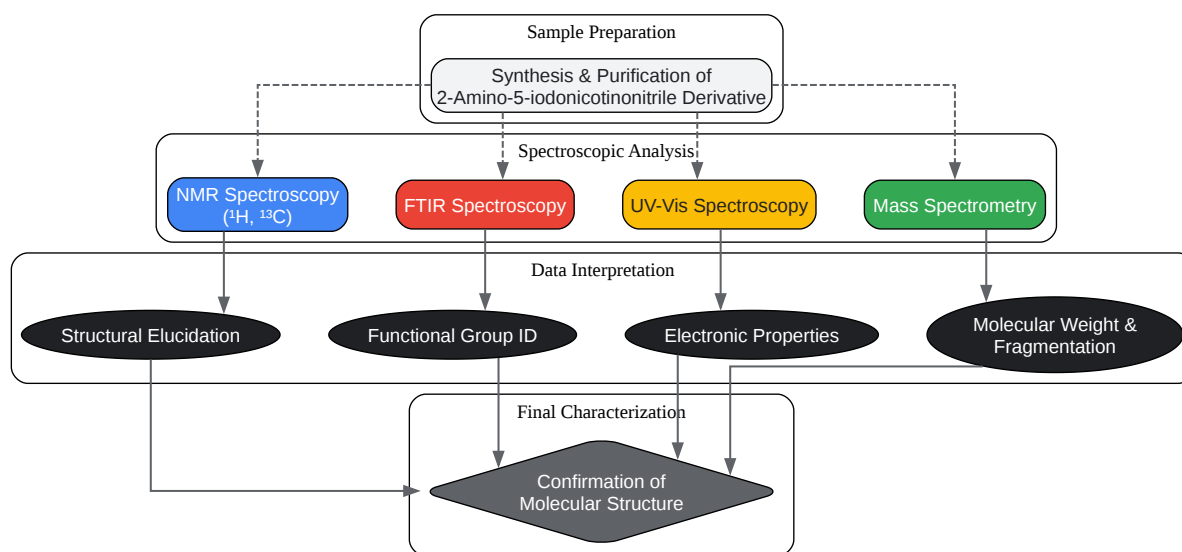 Sample Preparation
Synthesis & Purification of
2-Amino-5-iodonicotinonitrile Derivative
Spectroscopic Analysis
NMR Spectroscopy
(¹H, ¹³C)
FTIR Spectroscopy
UV-Vis Spectroscopy
Mass Spectrometry
Data Interpretation
Structural Elucidation
Functional Group ID
Electronic Properties
Molecular Weight &
Fragmentation
Final Characterization
Confirmation of
Molecular Structure